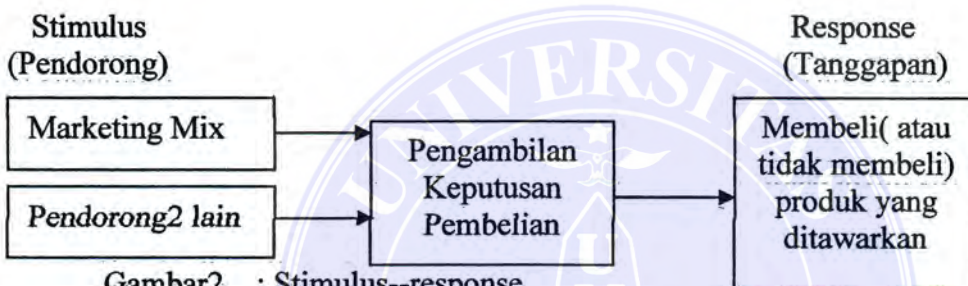 Stimulus
(Pendorong)
Response
(Tanggapan)
Marketing Mix
Pendorong2 lain
Pengambilan
Keputusan
Pembelian
Membeli( atau
tidak membeli)
produk yang
ditawarkan
Gambar2 : Stimulus--response
UNIVERSITA
U